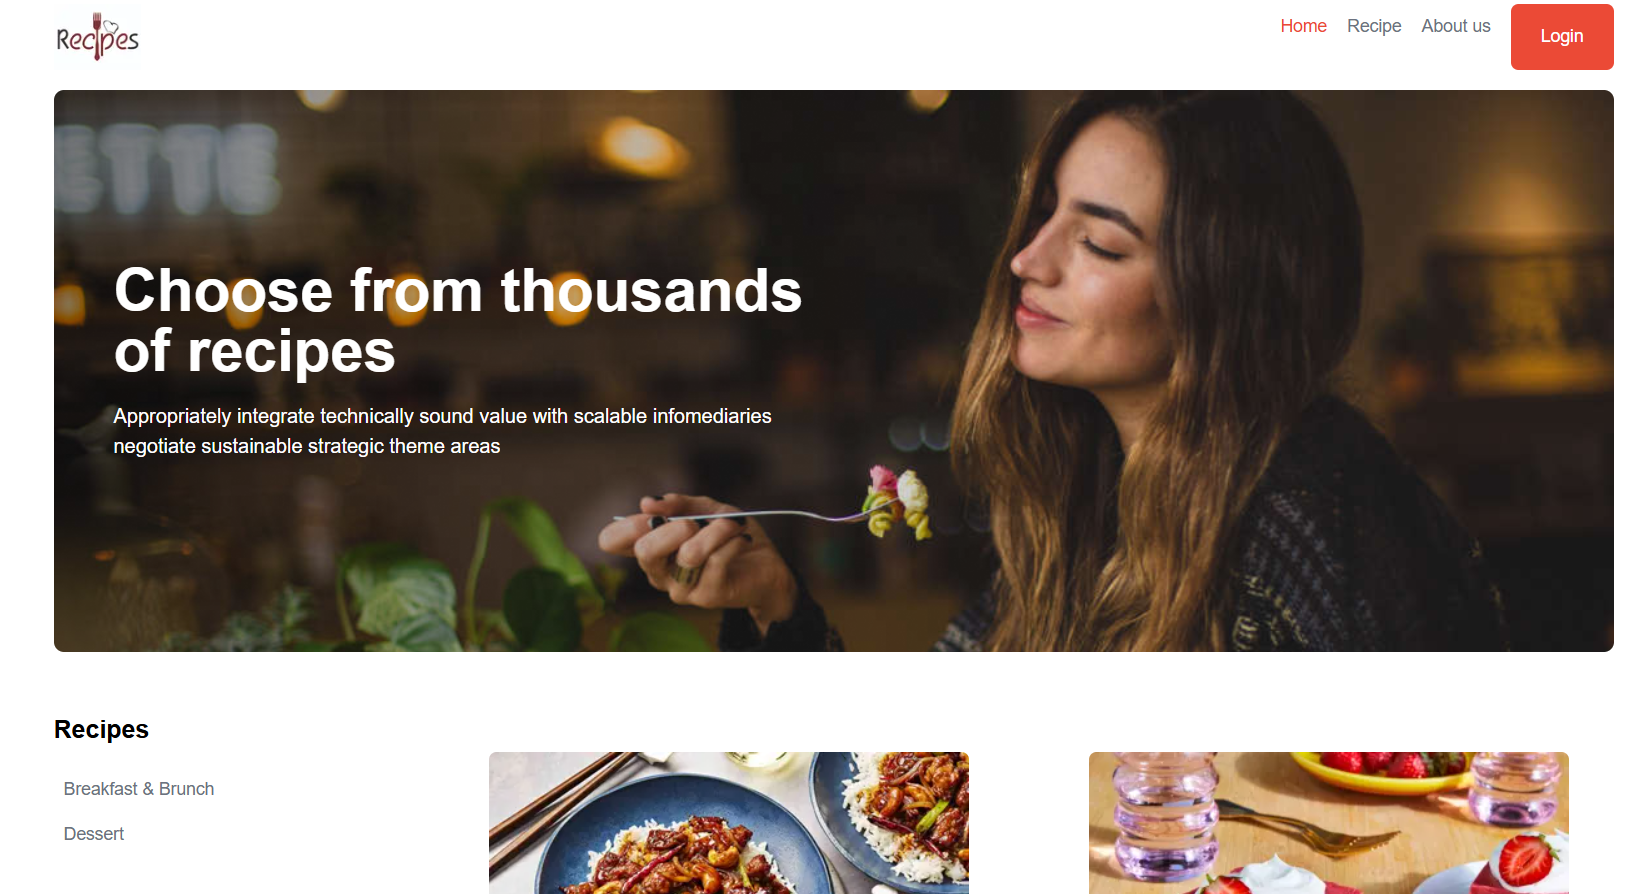 Recipes
Home Recipe About us Login
ETTE
Choose from thousands
of recipes
Appropriately integrate technically sound value with scalable infomediaries
negotiate sustainable strategic theme areas
Recipes
Breakfast & Brunch
Dessert